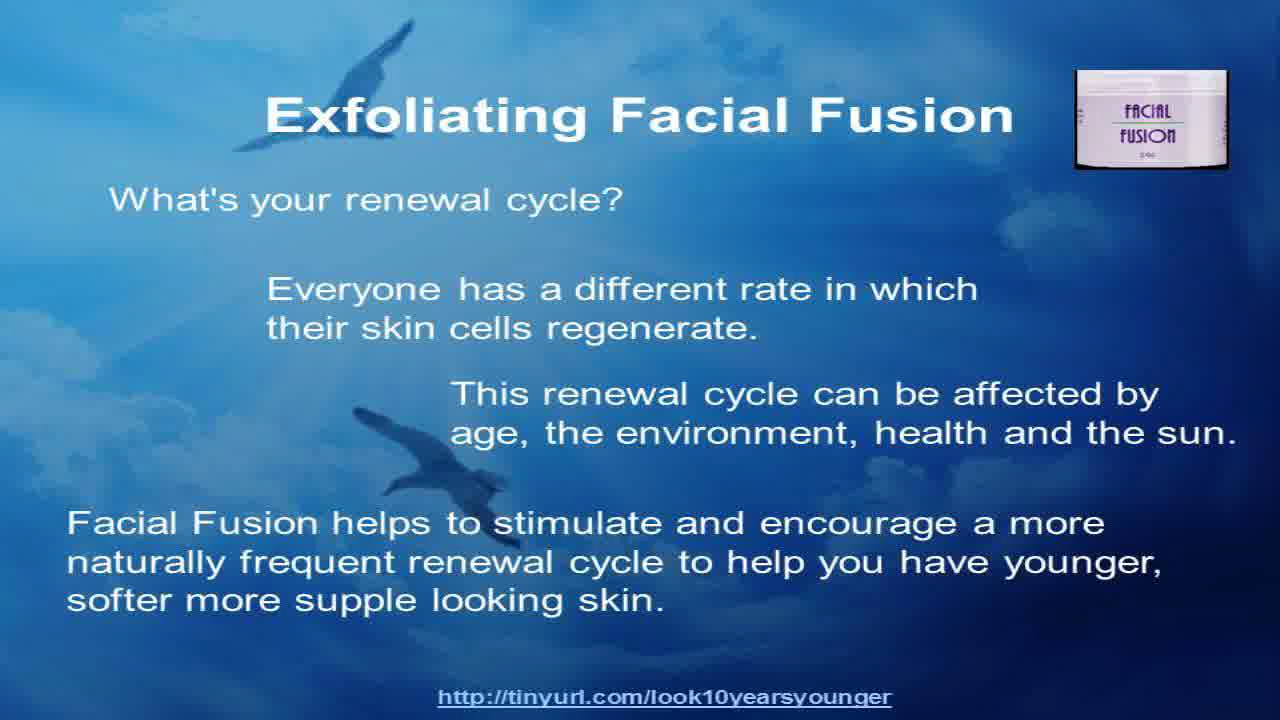 Exfoliating Facial Fusion
FACIAL
FUSION
What's your renewal cycle?
Everyone has a different rate in which
their skin cells regenerate.
This renewal cycle can be affected by
age, the environment, health and the sun.
Facial Fusion helps to stimulate and encourage a more
naturally frequent renewal cycle to help you have younger,
softer more supple looking skin.
http://tinyurl.com/look10yearsyounger